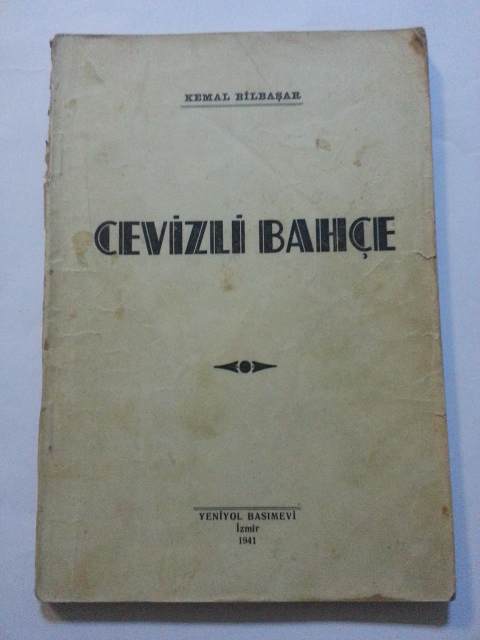 KEMAL BİLBAŞAR
CEVİZLİ BAHÇE
YENİYOL BASIMEVİ
İzmir
1941